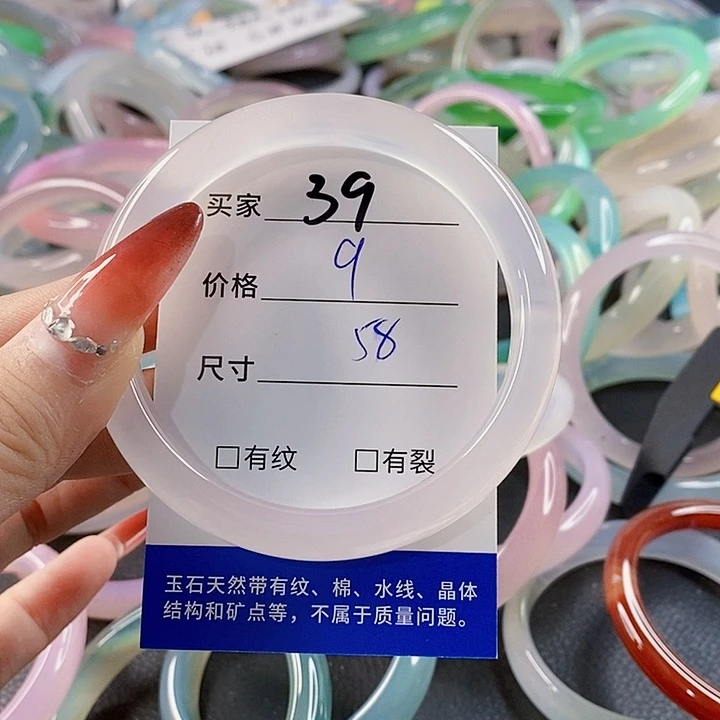 买家 39
价格 9
尺寸 58
□有纹 □有裂
玉石天然带有纹、棉、水线、晶体
结构和矿点等，不属于质量问题。